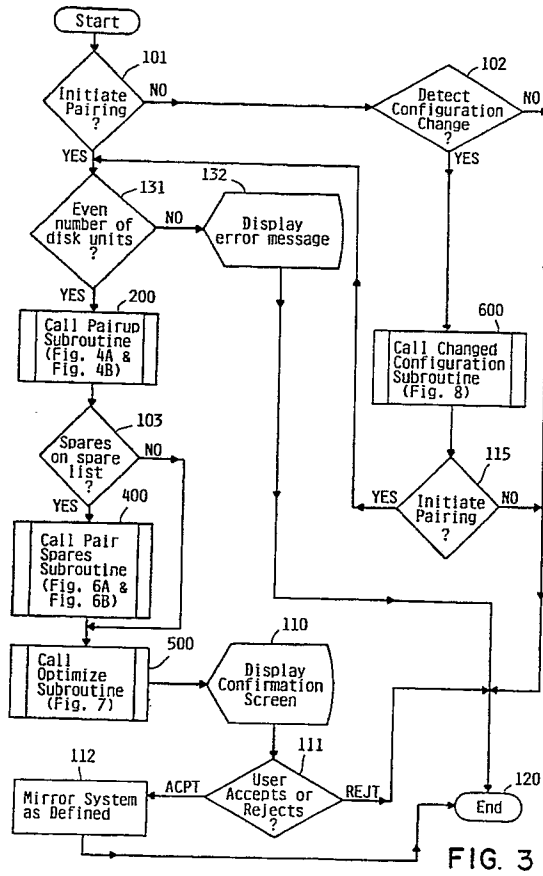 Start
101
Initiate
Pairing
?
NO
102
Detect
Configuration
Change
?
NO
YES
YES
131
Even
number of
disk units
?
NO
132
Display
error message
YES
200
Call Pairup
Subroutine
(Fig. 4A &
Fig. 4B)
600
Call Changed
Configuration
Subroutine
(Fig. 8)
103
Spares
on spare
list
?
NO
YES
115
Initiate
Pairing
?
YES
NO
400
Call Pair
Spares
Subroutine
(Fig. 6A &
Fig. 6B)
500
Call
Optimize
Subroutine
(Fig. 7)
110
Display
Confirmation
Screen
111
User
Accepts or
Rejects
?
ACPT
REJT
112
Mirror System
as Defined
120
End
FIG. 3